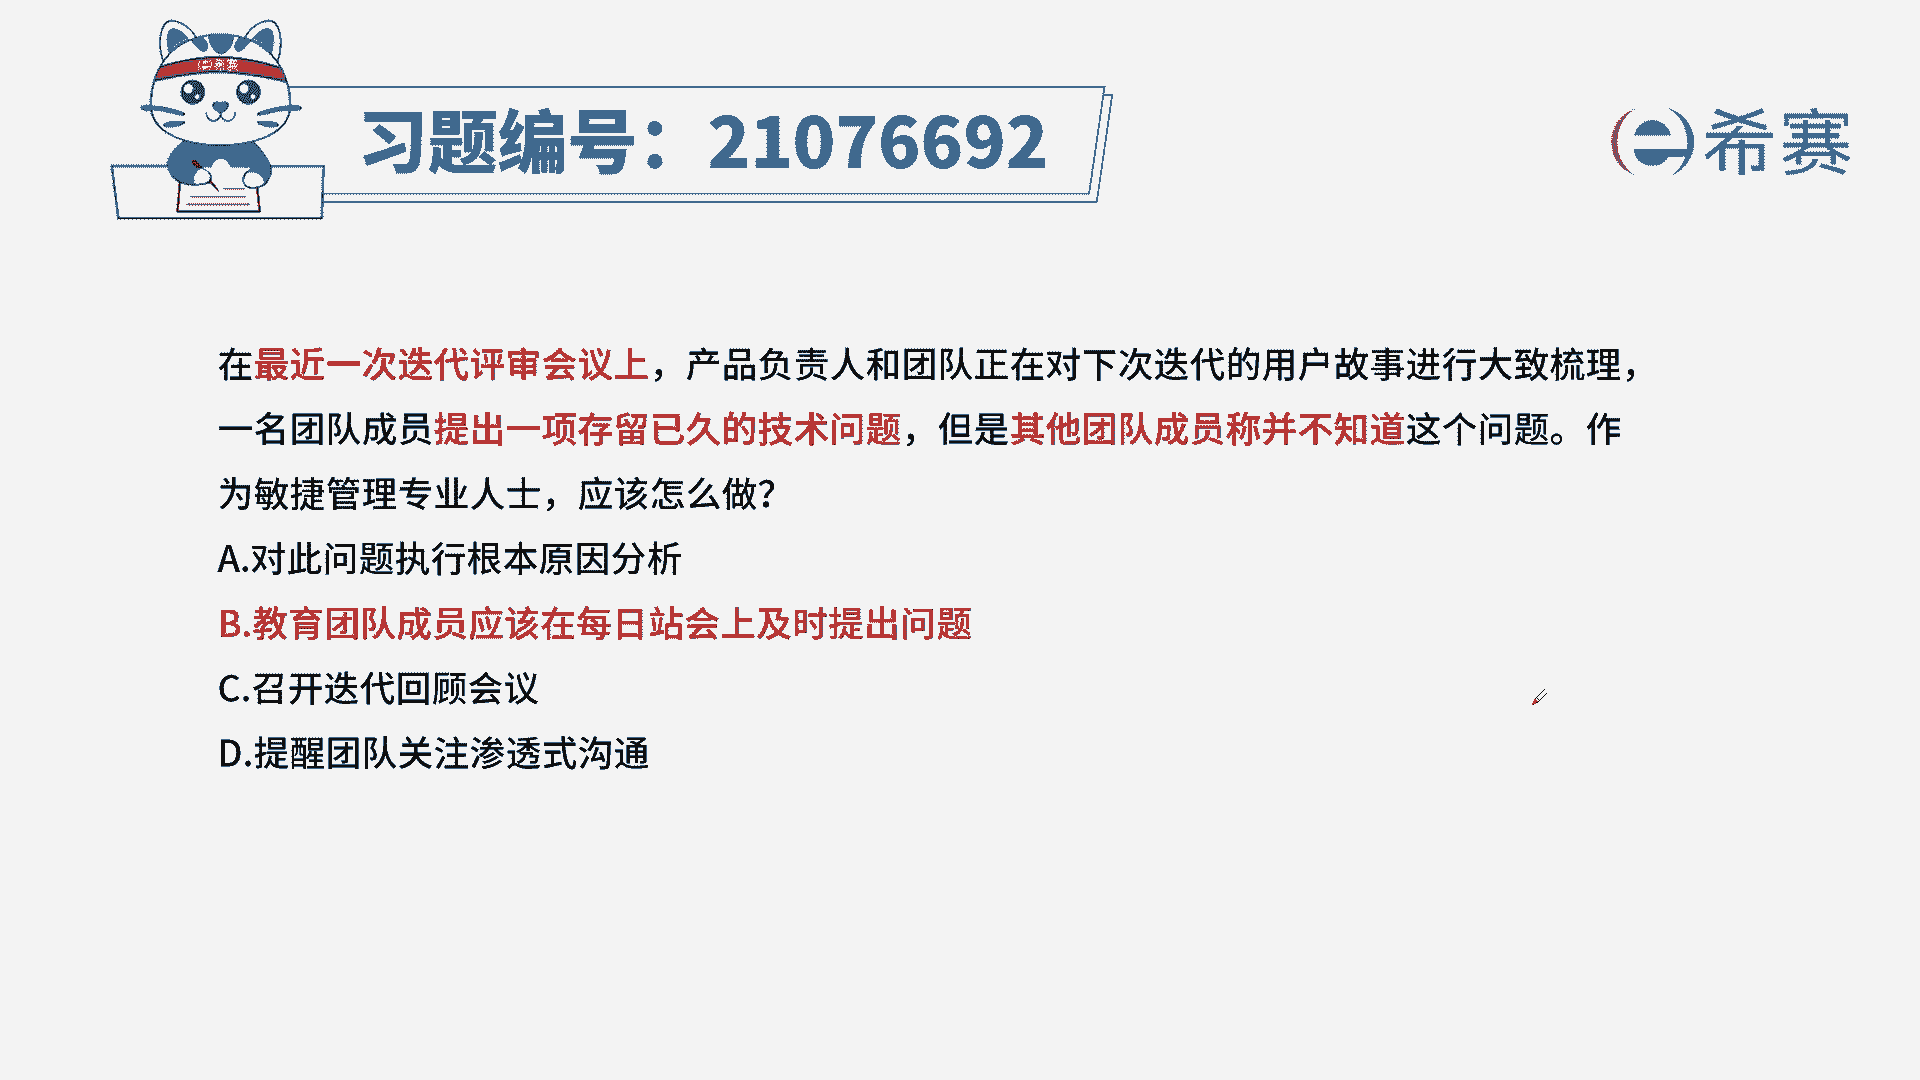 e希赛
习题编号：21076692
e希赛
在最近一次迭代评审会议上，产品负责人和团队正在对下次迭代的用户故事进行大致梳理，
一名团队成员提出一项存留已久的技术问题，但是其他团队成员称并不知道这个问题。作
为敏捷管理专业人士，应该怎么做？
A.对此问题执行根本原因分析
B.教育团队成员应该在每日站会上及时提出问题
C.召开迭代回顾会议
D.提醒团队关注渗透式沟通